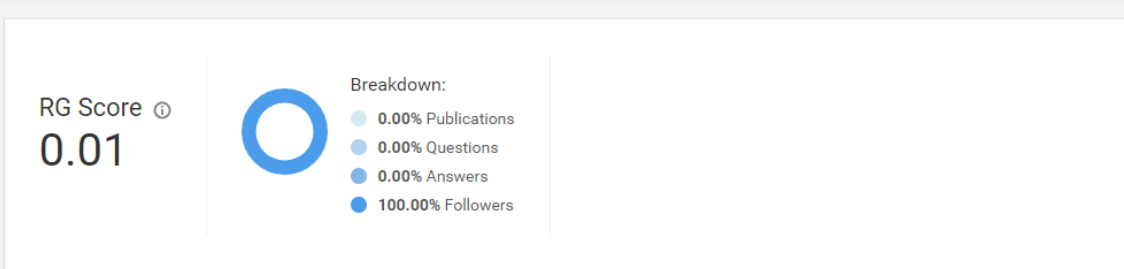 RG Score
0.01
Breakdown:
0.00% Publications
0.00% Questions
0.00% Answers
100.00% Followers